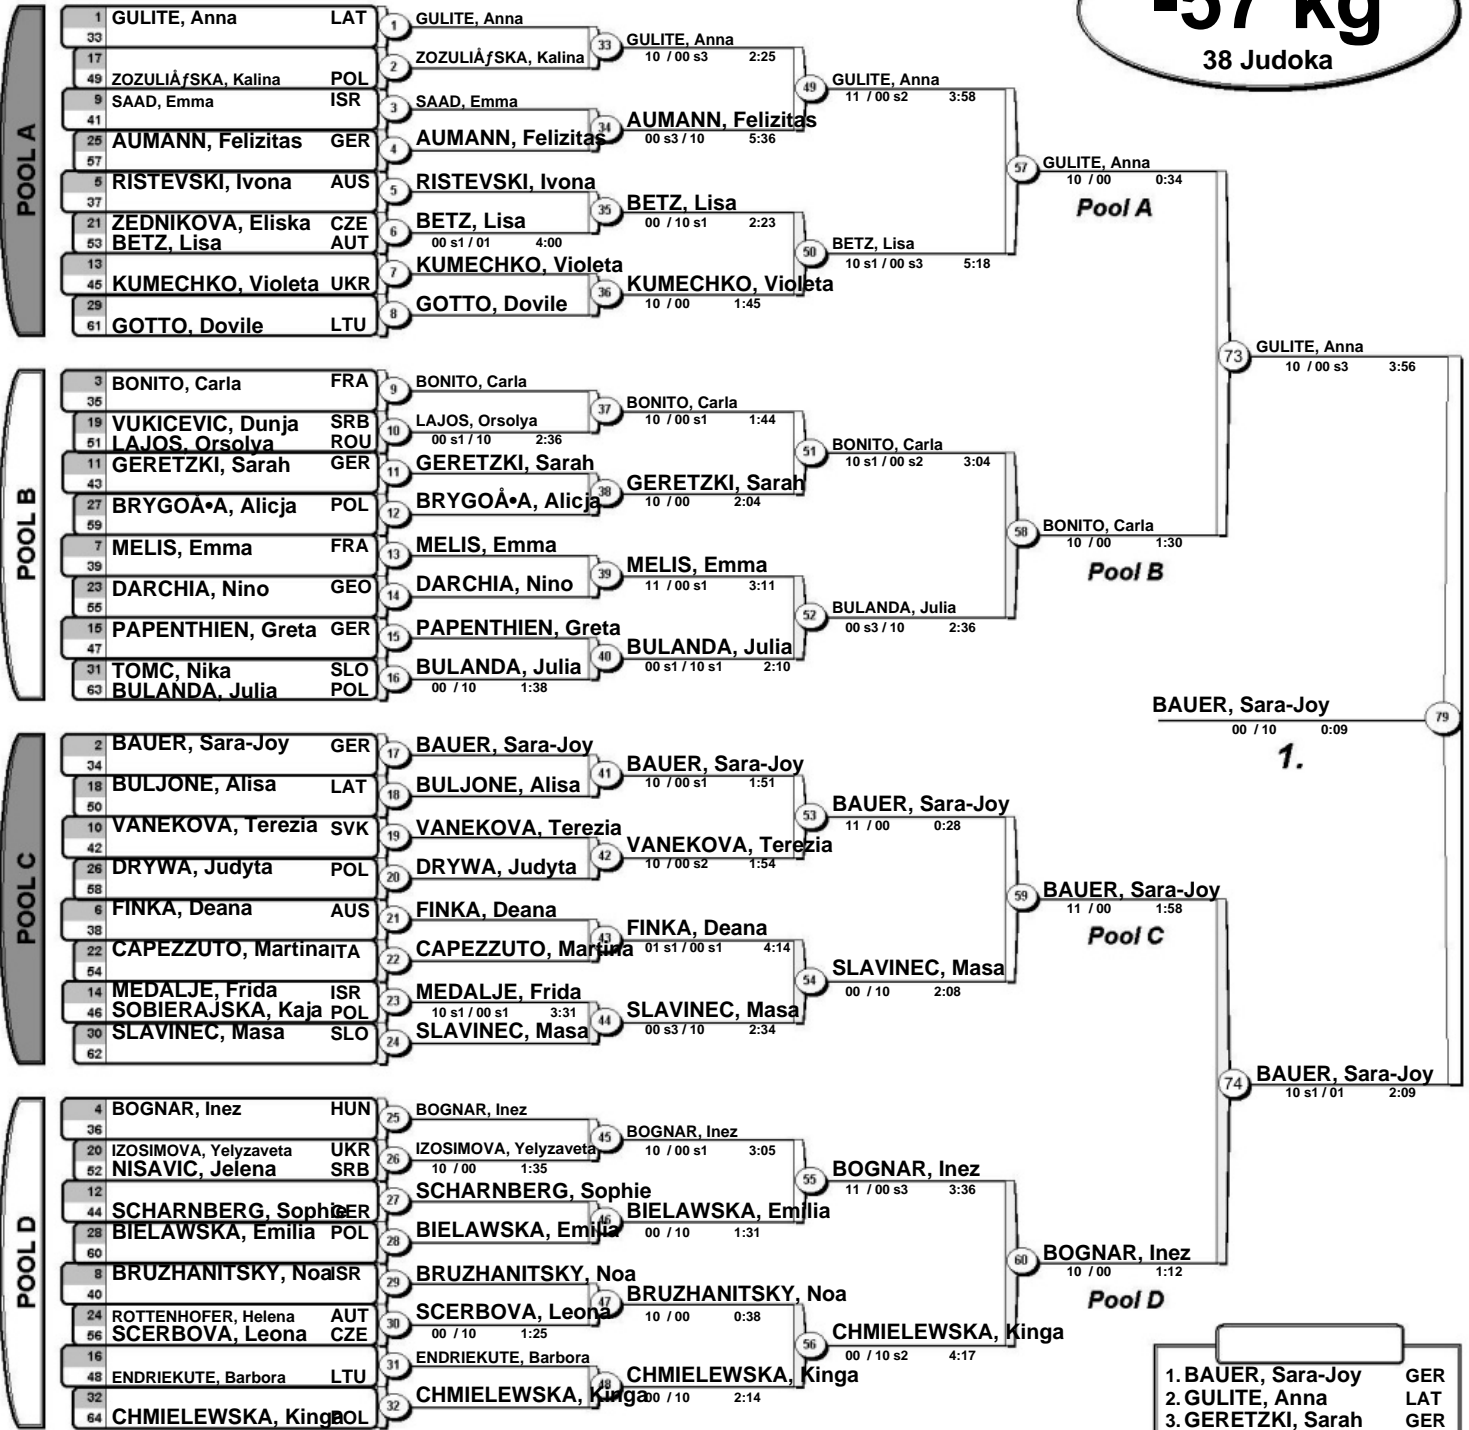 -57 kg
38 Judoka
POOL A
1 GULITE, Anna LAT
33
17
49 ZOZULIÅƒSKA, Kalina POL
9 SAAD, Emma ISR
41
25 AUMANN, Felizitas GER
57
5 RISTEVSKI, Ivona AUS
37
21 ZEDNIKOVA, Eliska CZE
53 BETZ, Lisa AUT
13
45 KUMECHKO, Violeta UKR
29
61 GOTTO, Dovile LTU
1 GULITE, Anna
2 ZOZULIÅƒSKA, Kalina
3 SAAD, Emma
4 AUMANN, Felizitas
5 RISTEVSKI, Ivona
6 BETZ, Lisa
00 s1 / 01 4:00
7 KUMECHKO, Violeta
8 GOTTO, Dovile
33 GULITE, Anna
10 / 00 s3 2:25
34 AUMANN, Felizitas
00 s3 / 10 5:36
35 BETZ, Lisa
00 / 10 s1 2:23
36 KUMECHKO, Violeta
10 / 00 1:45
49 GULITE, Anna
11 / 00 s2 3:58
50 BETZ, Lisa
10 s1 / 00 s3 5:18
57 GULITE, Anna
10 / 00 0:34
Pool A
POOL B
3 BONITO, Carla FRA
35
19 VUKICEVIC, Dunja SRB
51 LAJOS, Orsolya ROU
11 GERETZKI, Sarah GER
43
27 BRYGOÅ•A, Alicja POL
59
7 MELIS, Emma FRA
39
23 DARCHIA, Nino GEO
55
15 PAPENTHIEN, Greta GER
47
31 TOMC, Nika SLO
63 BULANDA, Julia POL
9 BONITO, Carla
10 LAJOS, Orsolya
00 s1 / 10 2:36
11 GERETZKI, Sarah
12 BRYGOÅ•A, Alicja
13 MELIS, Emma
14 DARCHIA, Nino
15 PAPENTHIEN, Greta
16 BULANDA, Julia
00 / 10 1:38
37 BONITO, Carla
10 / 00 s1 1:44
38 GERETZKI, Sarah
10 / 00 2:04
39 MELIS, Emma
11 / 00 s1 3:11
40 BULANDA, Julia
00 s1 / 10 s1 2:10
51 BONITO, Carla
10 s1 / 00 s2 3:04
52 BULANDA, Julia
00 s3 / 10 2:36
58 BONITO, Carla
10 / 00 1:30
Pool B
73 GULITE, Anna
10 / 00 s3 3:56
BAUER, Sara-Joy 79
00 / 10 0:09
1.
POOL C
2 BAUER, Sara-Joy GER
34
18 BULJONE, Alisa LAT
50
10 VANEKOVA, Terezia SVK
42
26 DRYWA, Judyta POL
58
6 FINKA, Deana AUS
38
22 CAPEZZUTO, Martina ITA
54
14 MEDALJE, Frida ISR
46 SOBIERAJSKA, Kaja POL
30 SLAVINEC, Masa SLO
62
17 BAUER, Sara-Joy
18 BULJONE, Alisa
19 VANEKOVA, Terezia
20 DRYWA, Judyta
21 FINKA, Deana
22 CAPEZZUTO, Martina
23 MEDALJE, Frida
10 s1 / 00 s1 3:31
24 SLAVINEC, Masa
41 BAUER, Sara-Joy
10 / 00 s1 1:51
42 VANEKOVA, Terezia
10 / 00 s2 1:54
43 FINKA, Deana
01 s1 / 00 s1 4:14
44 SLAVINEC, Masa
00 s3 / 10 2:34
53 BAUER, Sara-Joy
11 / 00 0:28
54 SLAVINEC, Masa
00 / 10 2:08
59 BAUER, Sara-Joy
11 / 00 1:58
Pool C
POOL D
4 BOGNAR, Inez HUN
36
20 IZOSIMOVA, Yelyzaveta UKR
52 NISAVIC, Jelena SRB
12
44 SCHARNBERG, Sophie GER
28 BIELAWSKA, Emilia POL
60
8 BRUZHANITSKY, Noa ISR
40
24 ROTTENHOFER, Helena AUT
56 SCERBOVA, Leona CZE
16
48 ENDRIEKUTE, Barbora LTU
32
64 CHMIELEWSKA, Kinga POL
25 BOGNAR, Inez
26 IZOSIMOVA, Yelyzaveta
10 / 00 1:35
27 SCHARNBERG, Sophie
28 BIELAWSKA, Emilia
29 BRUZHANITSKY, Noa
30 SCERBOVA, Leona
00 / 10 1:25
31 ENDRIEKUTE, Barbora
32 CHMIELEWSKA, Kinga
45 BOGNAR, Inez
10 / 00 s1 3:05
46 BIELAWSKA, Emilia
00 / 10 1:31
47 BRUZHANITSKY, Noa
10 / 00 0:38
48 CHMIELEWSKA, Kinga
00 / 10 2:14
55 BOGNAR, Inez
11 / 00 s3 3:36
56 CHMIELEWSKA, Kinga
00 / 10 s2 4:17
60 BOGNAR, Inez
10 / 00 1:12
Pool D
74 BAUER, Sara-Joy
10 s1 / 01 2:09
1. BAUER, Sara-Joy GER
2. GULITE, Anna LAT
3. GERETZKI, Sarah GER